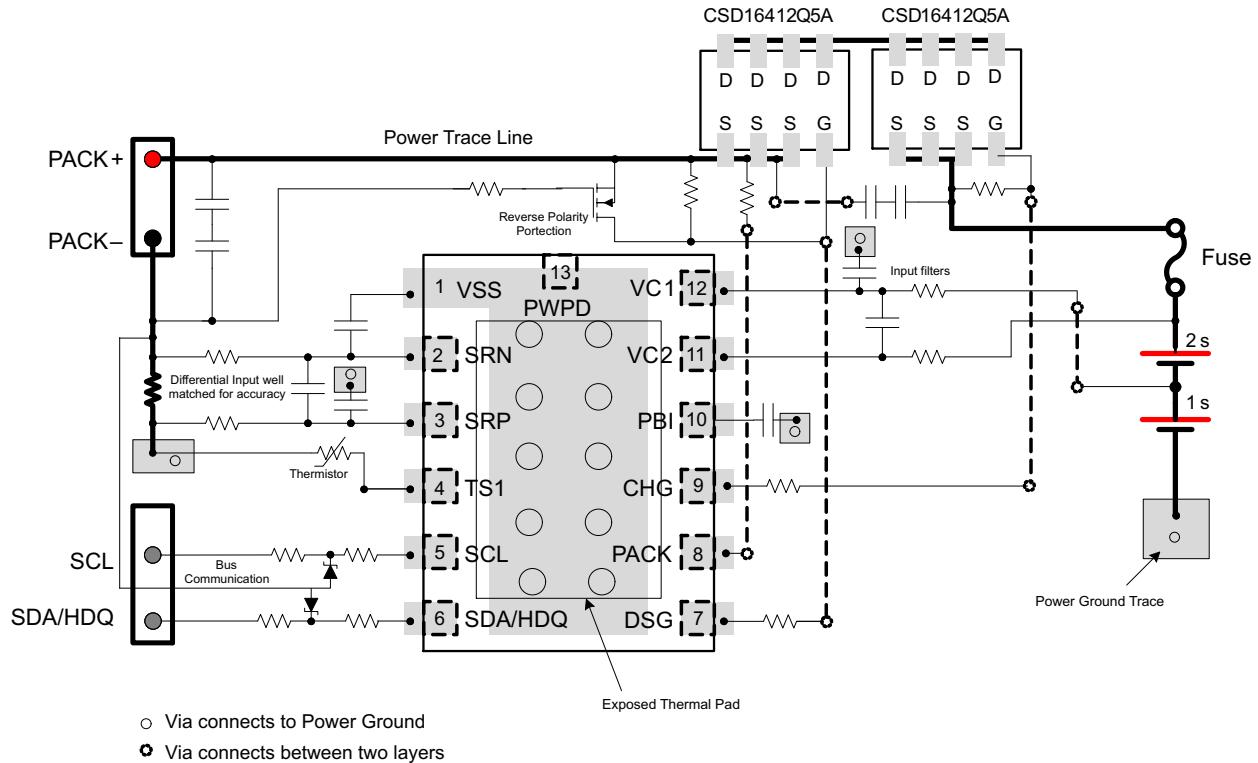 CSD16412Q5A CSD16412Q5A
D D D D D D D D
S S S G S S S G
Power Trace Line
PACK+
PACK–
Reverse Polarity
Portection
Fuse
Input filters
13
PWPD
1 VSS
VC1 12
2 SRN
VC2 11
2 s
Differential Input well
matched for accuracy
3 SRP
PBI 10
1 s
Thermistor
4 TS1
CHG 9
SCL
Bus
Communication
5 SCL
PACK 8
SDA/HDQ
6 SDA/HDQ
DSG 7
Power Ground Trace
Exposed Thermal Pad
Via connects to Power Ground
Via connects between two layers